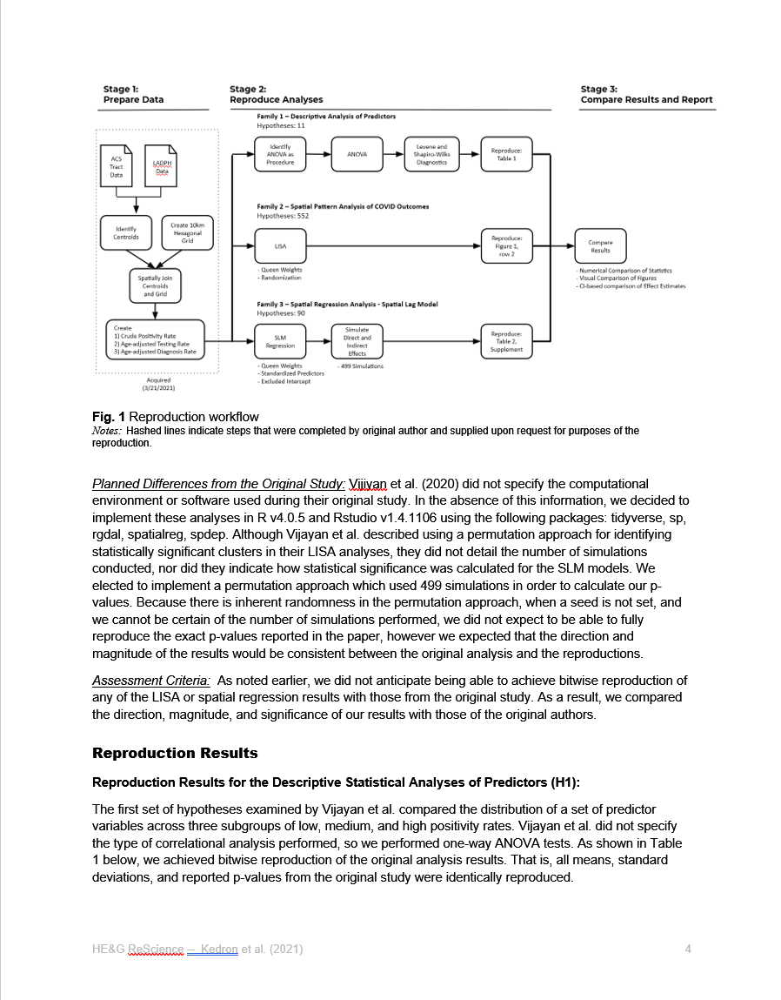 Stage 1:
Prepare Data
Stage 2:
Reproduce Analyses
Stage 3:
Compare Results and Report
Family 1 – Descriptive Analysis of Predictors
Hypotheses: 11
ACS
Tract
Data
LADPH
Data
Identify
ANOVA as
Procedure
ANOVA
Levene and
Shapiro-Wilks
Diagnostics
Reproduce:
Table 1
Family 2 – Spatial Pattern Analysis of COVID Outcomes
Hypotheses: 552
Identify
Centroids
Create 10km
Hexagonal
Grid
LISA
Reproduce:
Figure 1,
row 2
Compare
Results
- Queen Weights
- Randomization
- Numerical Comparison of Statistics
- Visual Comparison of Figures
- CI-based comparison of Effect Estimates
Spatially Join
Centroids
and Grid
Family 3 – Spatial Regression Analysis - Spatial Lag Model
Hypotheses: 90
Create
1) Crude Positivity Rate
2) Age-adjusted Testing Rate
3) Age-adjusted Diagnosis Rate
SLM
Regression
Simulate
Direct and
Indirect
Effects
Reproduce:
Table 2,
Supplement
- Queen Weights
- Standardized Predictors
- Excluded Intercept
- 499 Simulations
Acquired
(3/21/2021)
Fig. 1 Reproduction workflow
Notes: Hashed lines indicate steps that were completed by original author and supplied upon request for purposes of the
reproduction.
Planned Differences from the Original Study: Vijiyan et al. (2020) did not specify the computational
environment or software used during their original study. In the absence of this information, we decided to
implement these analyses in R v4.0.5 and Rstudio v1.4.1106 using the following packages: tidyverse, sp,
rgdal, spatialreg, spdep. Although Vijayan et al. described using a permutation approach for identifying
statistically significant clusters in their LISA analyses, they did not detail the number of simulations
conducted, nor did they indicate how statistical significance was calculated for the SLM models. We
elected to implement a permutation approach which used 499 simulations in order to calculate our p-
values. Because there is inherent randomness in the permutation approach, when a seed is not set, and
we cannot be certain of the number of simulations performed, we did not expect to be able to fully
reproduce the exact p-values reported in the paper, however we expected that the direction and
magnitude of the results would be consistent between the original analysis and the reproductions.
Assessment Criteria: As noted earlier, we did not anticipate being able to achieve bitwise reproduction of
any of the LISA or spatial regression results with those from the original study. As a result, we compared
the direction, magnitude, and significance of our results with those of the original authors.
Reproduction Results
Reproduction Results for the Descriptive Statistical Analyses of Predictors (H1):
The first set of hypotheses examined by Vijayan et al. compared the distribution of a set of predictor
variables across three subgroups of low, medium, and high positivity rates. Vijayan et al. did not specify
the type of correlational analysis performed, so we performed one-way ANOVA tests. As shown in Table
1 below, we achieved bitwise reproduction of the original analysis results. That is, all means, standard
deviations, and reported p-values from the original study were identically reproduced.
HE&G ReScience – Kedron et al. (2021)
4